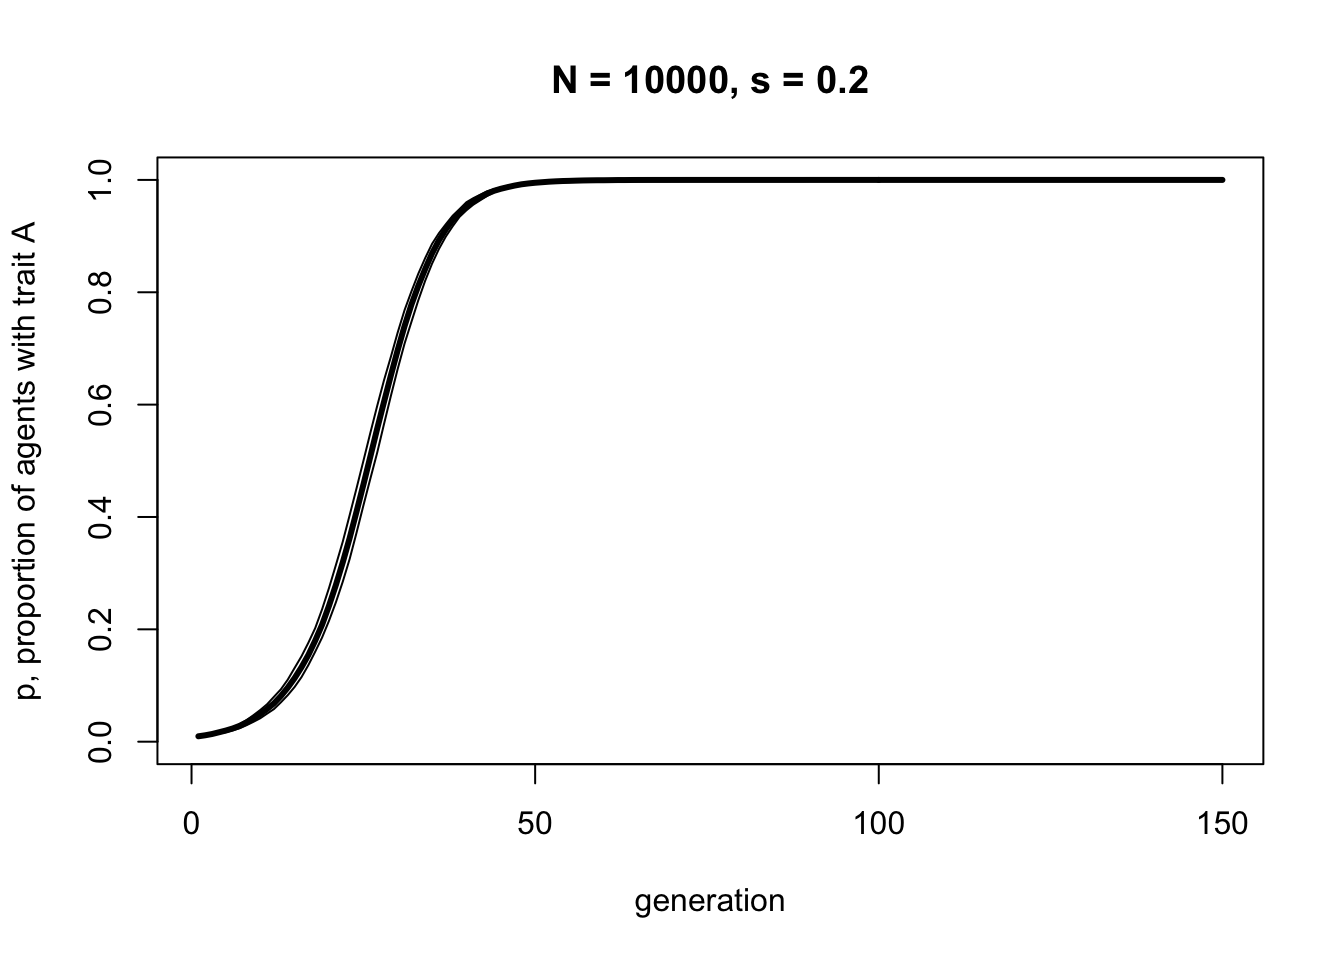 N = 10000, s = 0.2
p, proportion of agents with trait A
1.0
0.8
0.6
0.4
0.2
0.0
0 50 100 150
generation